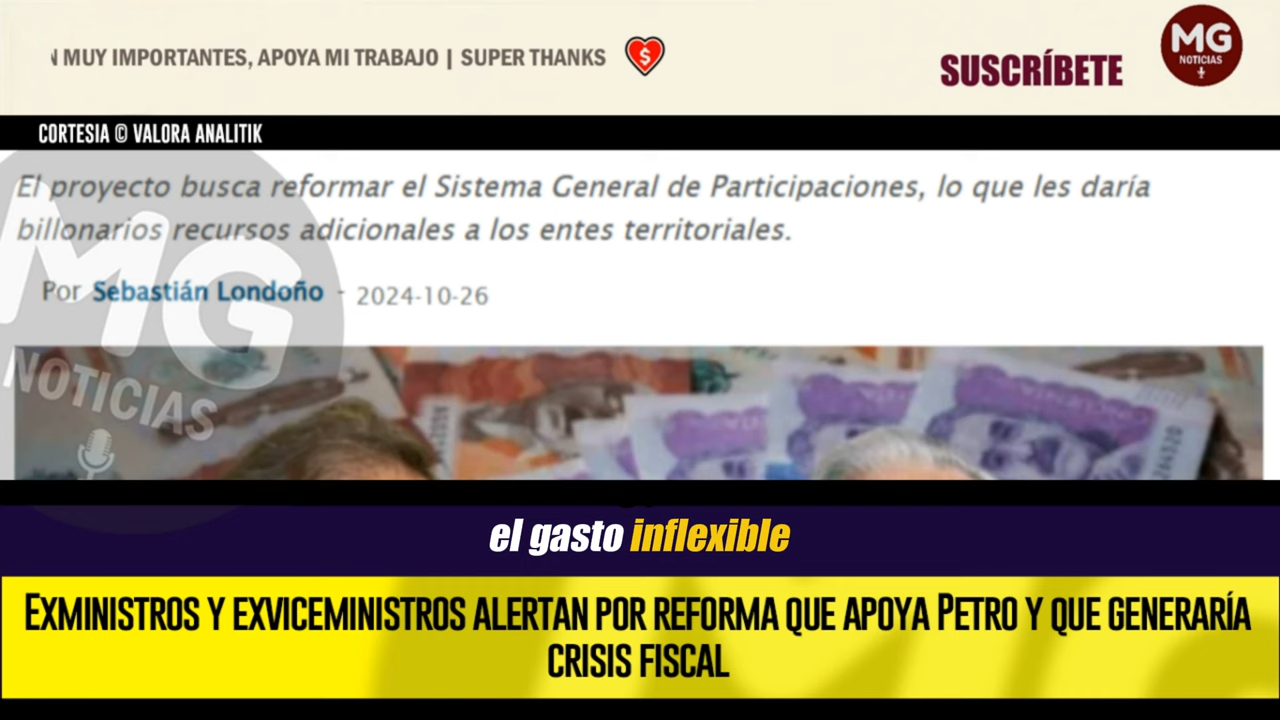 N MUY IMPORTANTES, APOYA MI TRABAJO | SUPER THANKS
$
SUSCRÍBETE
MG
NOTICIAS
CORTESIA © VALORA ANALITIK
El proyecto busca reformar el Sistema General de Participaciones, lo que les daría
billonarios recursos adicionales a los entes territoriales.
Por Sebastián Londoño - 2024-10-26
MG
NOTICIAS
el gasto inflexible
EXMINISTROS Y EXVICEMINISTROS ALERTAN POR REFORMA QUE APOYA PETRO Y QUE GENERARÍA
CRISIS FISCAL